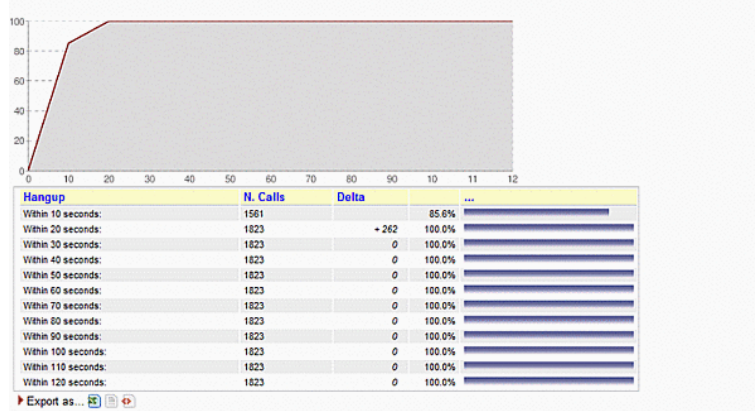 100
80
60
40
20
0
0 10 20 30 40 50 60 70 80 90 10 11 12
Hangup N. Calls Delta ...
Within 10 seconds: 1561 85.6%
Within 20 seconds: 1823 + 262 100.0%
Within 30 seconds: 1823 0 100.0%
Within 40 seconds: 1823 0 100.0%
Within 50 seconds: 1823 0 100.0%
Within 60 seconds: 1823 0 100.0%
Within 70 seconds: 1823 0 100.0%
Within 80 seconds: 1823 0 100.0%
Within 90 seconds: 1823 0 100.0%
Within 100 seconds: 1823 0 100.0%
Within 110 seconds: 1823 0 100.0%
Within 120 seconds: 1823 0 100.0%
Export as...